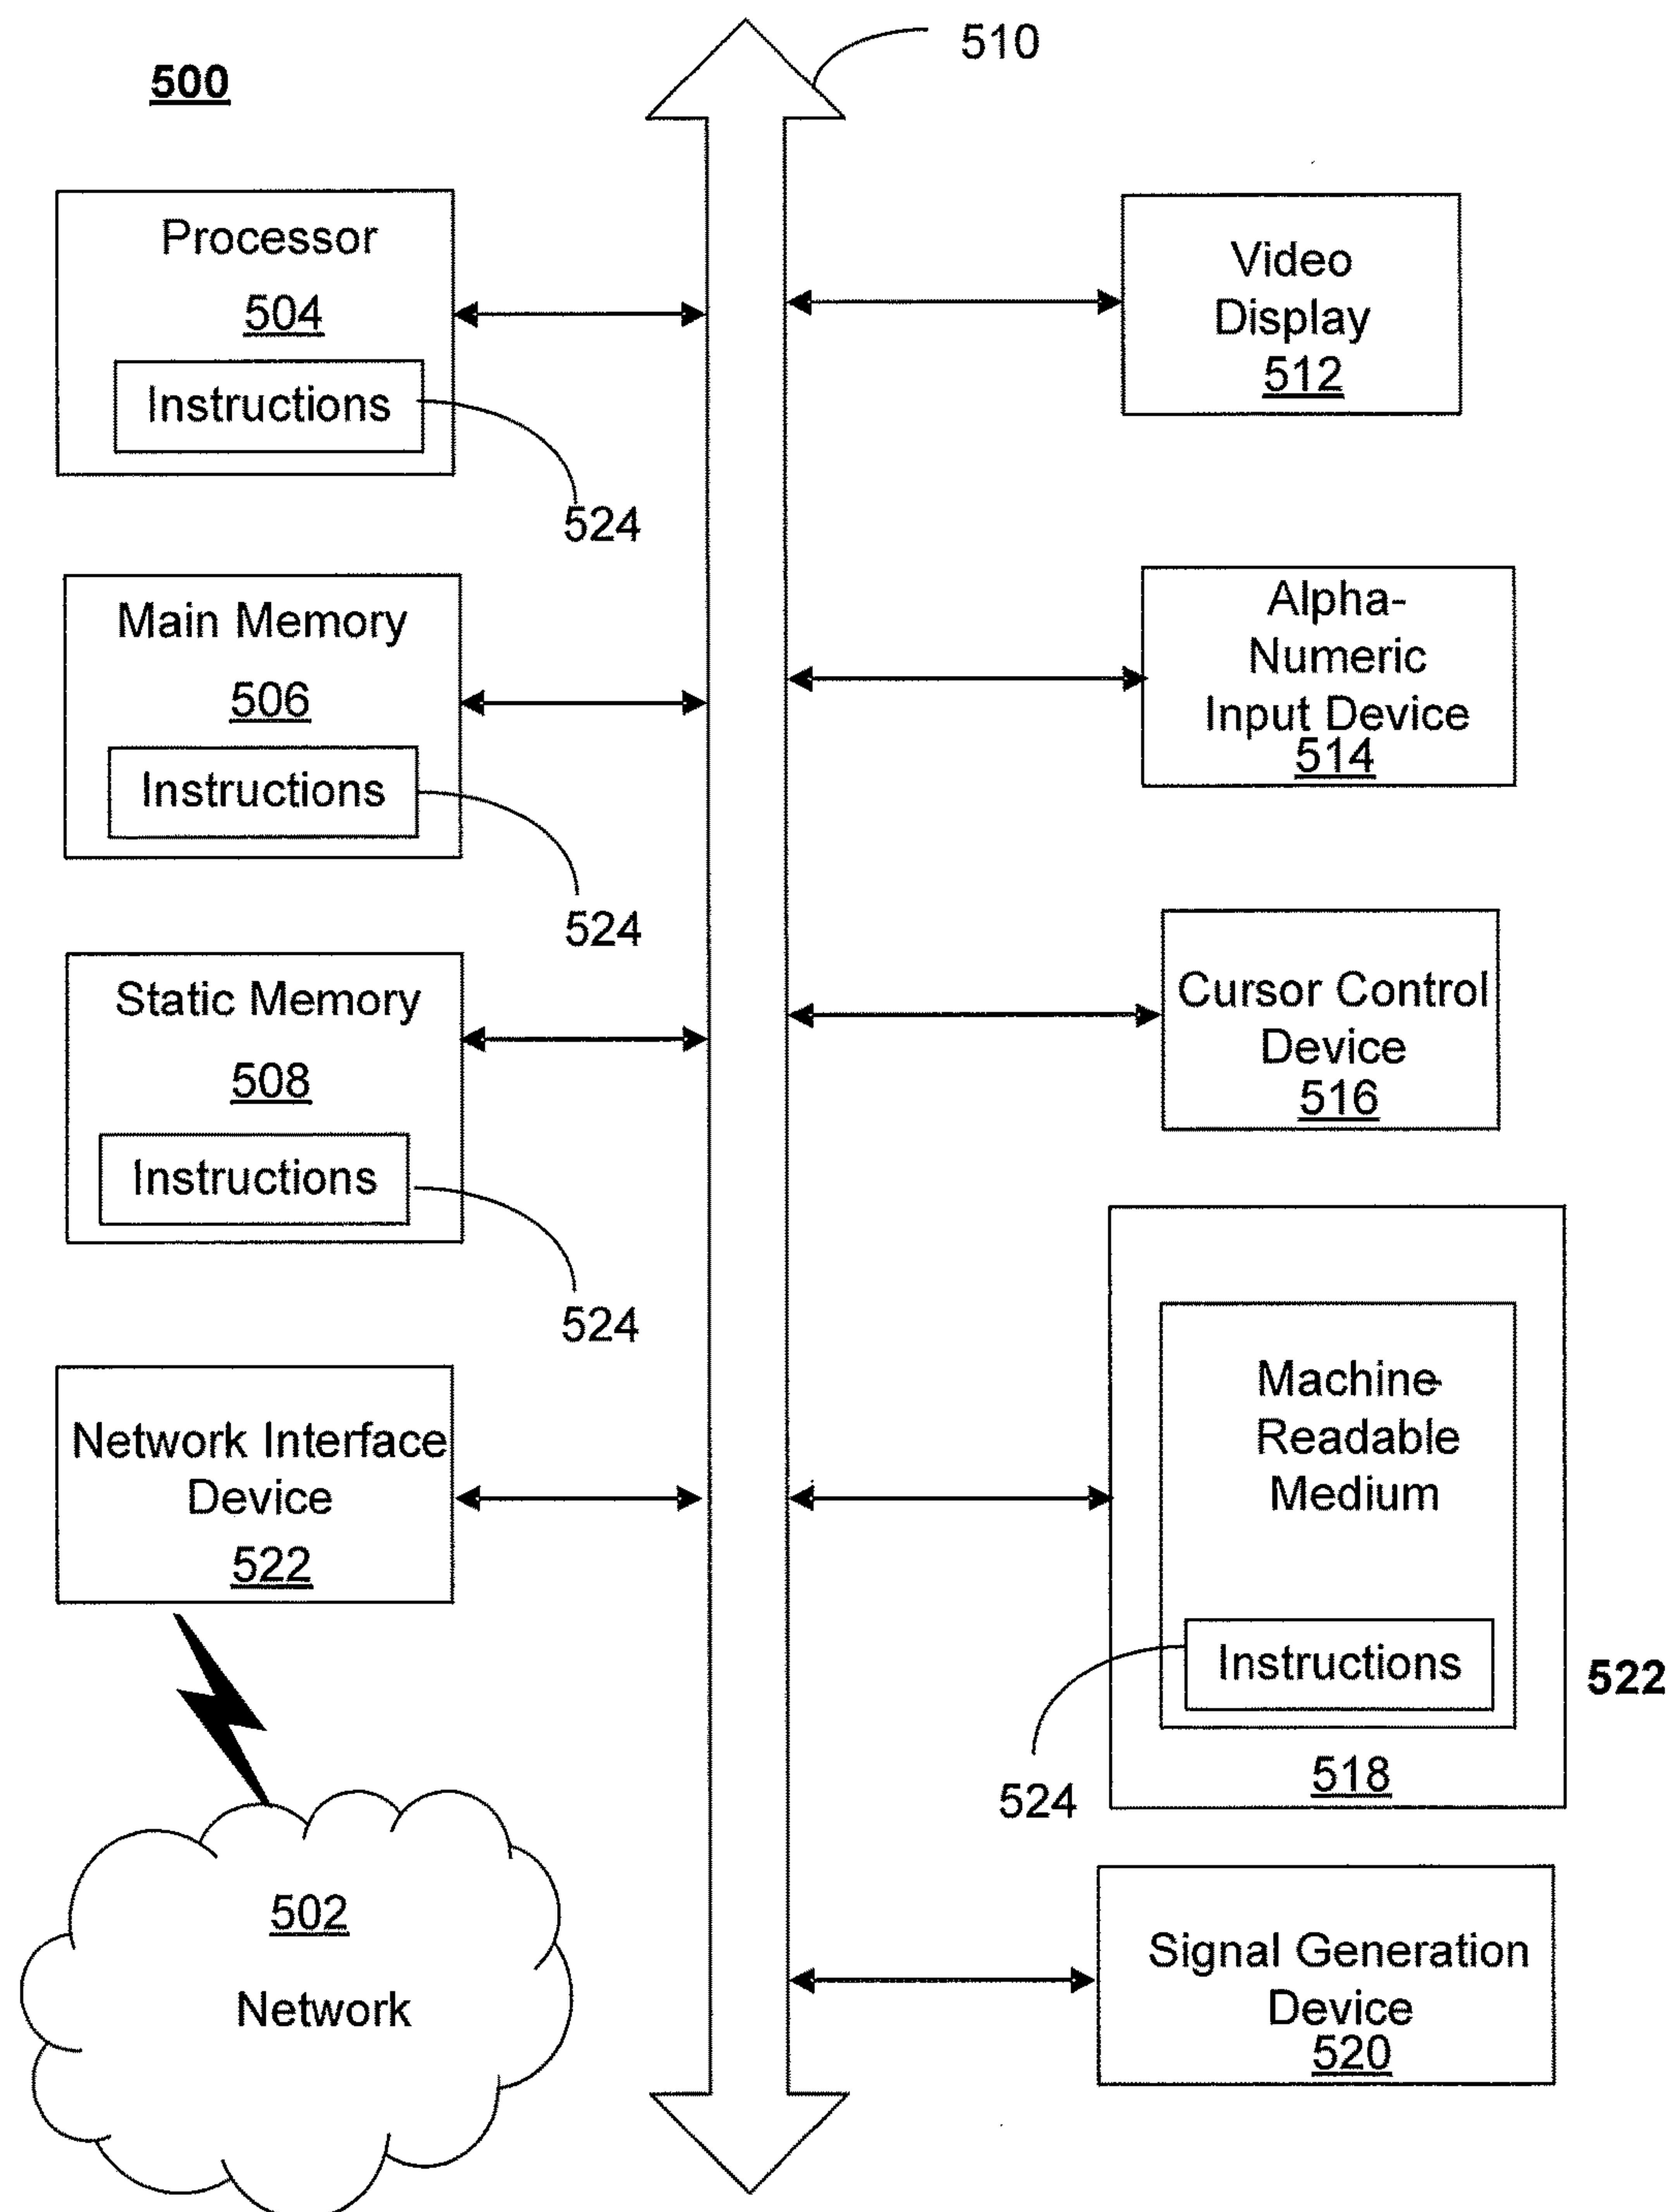 500
510
Processor
504
Instructions
524
Main Memory
506
Instructions
524
Static Memory
508
Instructions
524
Network Interface
Device
522
502
Network
Video
Display
512
Alpha-
Numeric
Input Device
514
Cursor Control
Device
516
Machine-
Readable
Medium
Instructions
522
524
518
Signal Generation
Device
520